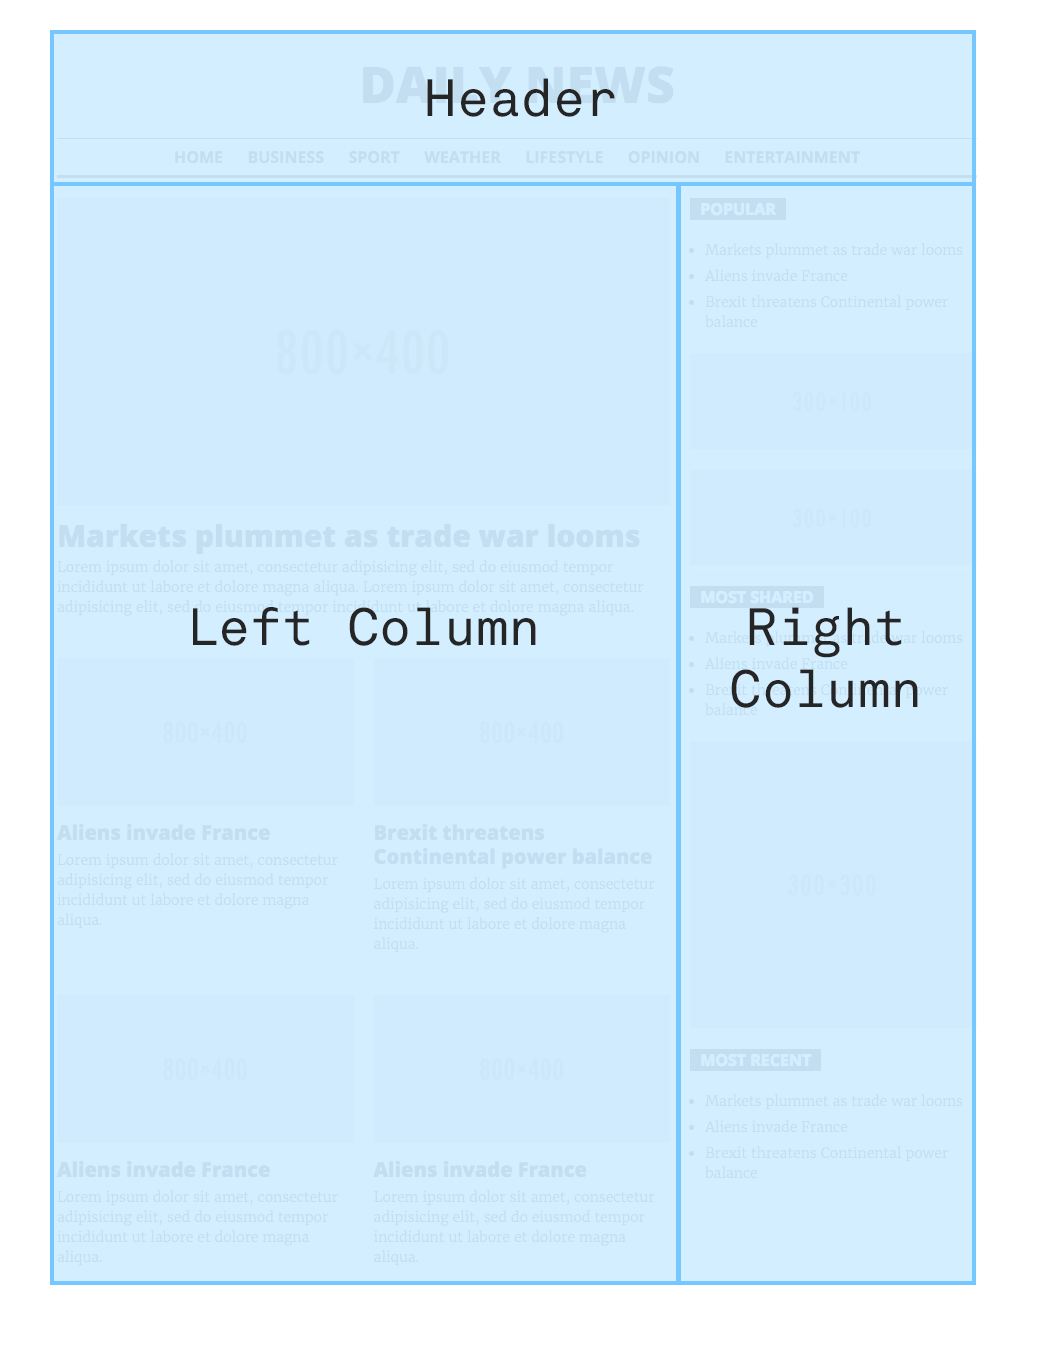 DAILY NEWS
Header
HOME BUSINESS SPORT WEATHER LIFESTYLE OPINION ENTERTAINMENT
800×400
Markets plummet as trade war looms
Lorem ipsum dolor sit amet, consectetur adipisicing elit, sed do eiusmod tempor
incididunt ut labore et dolore magna aliqua. Lorem ipsum dolor sit amet, consectetur
adipisicing elit, sed do eiusmod tempor incididunt ut labore et dolore magna aliqua.
Left Column
800×400
Aliens invade France
Lorem ipsum dolor sit amet, consectetur
adipisicing elit, sed do eiusmod tempor
incididunt ut labore et dolore magna
aliqua.
800×400
Brexit threatens
Continental power balance
Lorem ipsum dolor sit amet, consectetur
adipisicing elit, sed do eiusmod tempor
incididunt ut labore et dolore magna
aliqua.
800×400
Aliens invade France
Lorem ipsum dolor sit amet, consectetur
adipisicing elit, sed do eiusmod tempor
incididunt ut labore et dolore magna
aliqua.
800×400
Aliens invade France
Lorem ipsum dolor sit amet, consectetur
adipisicing elit, sed do eiusmod tempor
incididunt ut labore et dolore magna
aliqua.
POPULAR
Markets plummet as trade war looms
Aliens invade France
Brexit threatens Continental power
balance
300×100
300×100
MOST SHARED
Markets plummet as trade war looms
Aliens invade France
Brexit threatens Continental power
balance
Right
Column
300×300
MOST RECENT
Markets plummet as trade war looms
Aliens invade France
Brexit threatens Continental power
balance